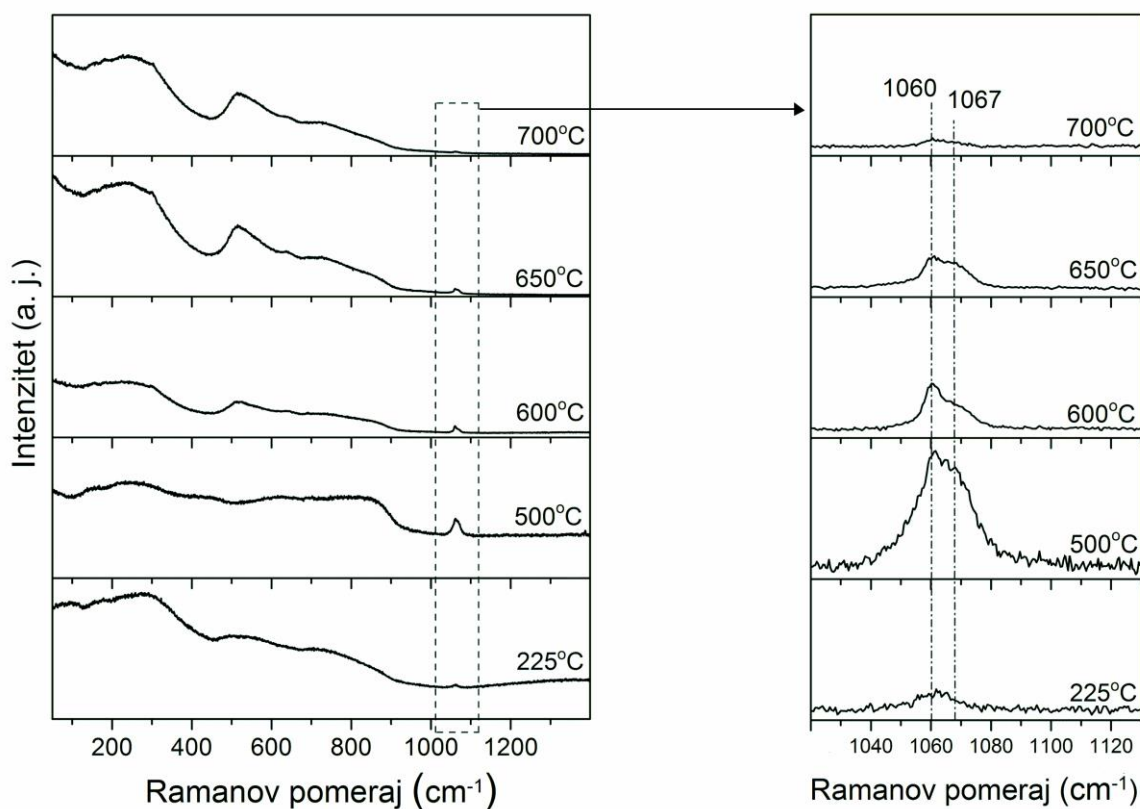 Intenzitet (a. j.)
700°C
650°C
600°C
500°C
225°C
200 400 600 800 1000 1200
Ramanov pomeraj (cm⁻¹)
1060
1067
700°C
650°C
600°C
500°C
225°C
1040 1060 1080 1100 1120
Ramanov pomeraj (cm⁻¹)